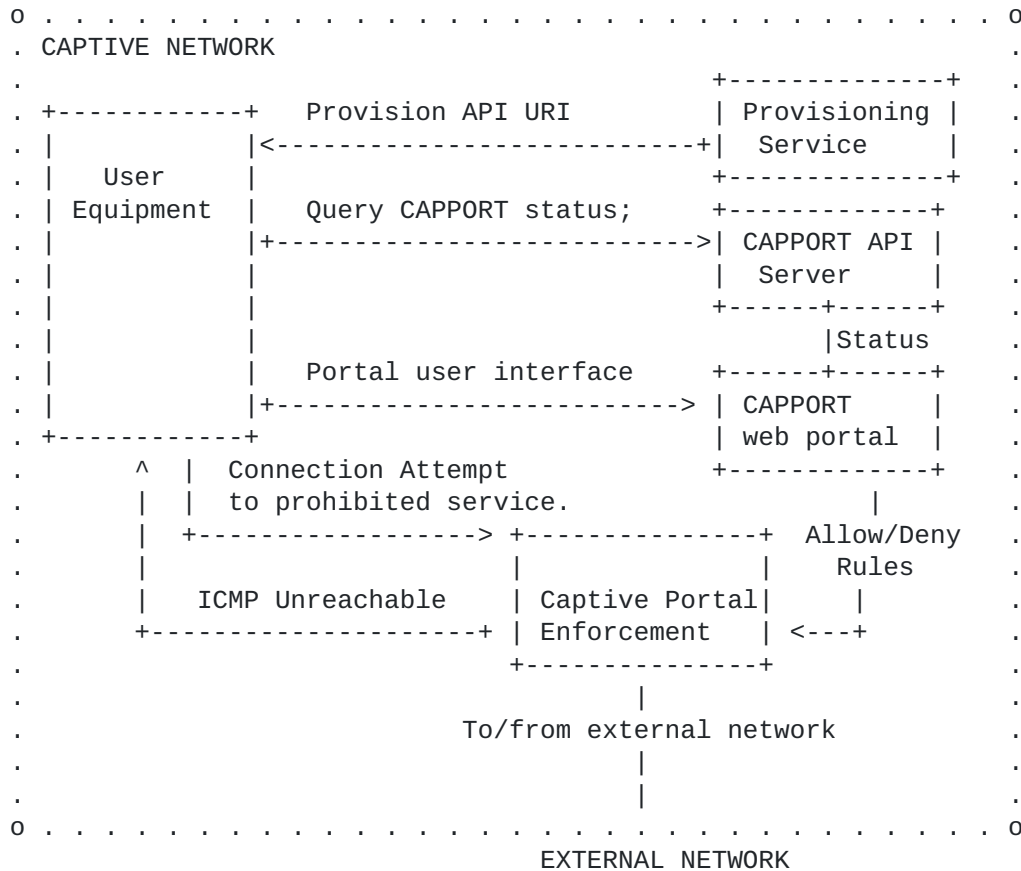 CAPTIVE NETWORK
Provision API URI
Provisioning
Service
User
Equipment
Query CAPPORT status;
CAPPORT API
Server
Status
Portal user interface
CAPPORT
web portal
Connection Attempt
to prohibited service.
Allow/Deny
Rules
ICMP Unreachable
Captive Portal
Enforcement
To/from external network
EXTERNAL NETWORK